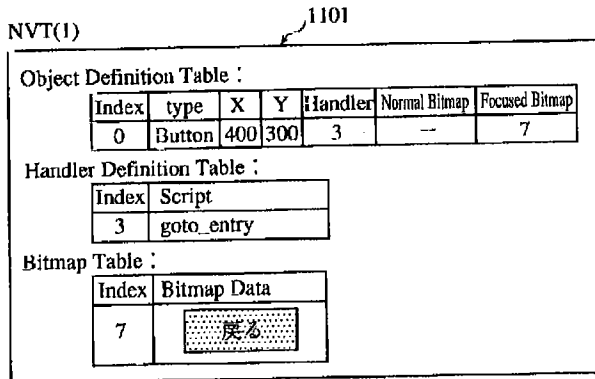 1101
NVT(1)
Object Definition Table :
Index type X Y Handler Normal Bitmap Focused Bitmap
0 Button 400 300 3 — 7
Handler Definition Table :
Index Script
3 goto_entry
Bitmap Table :
Index Bitmap Data
7 戻る